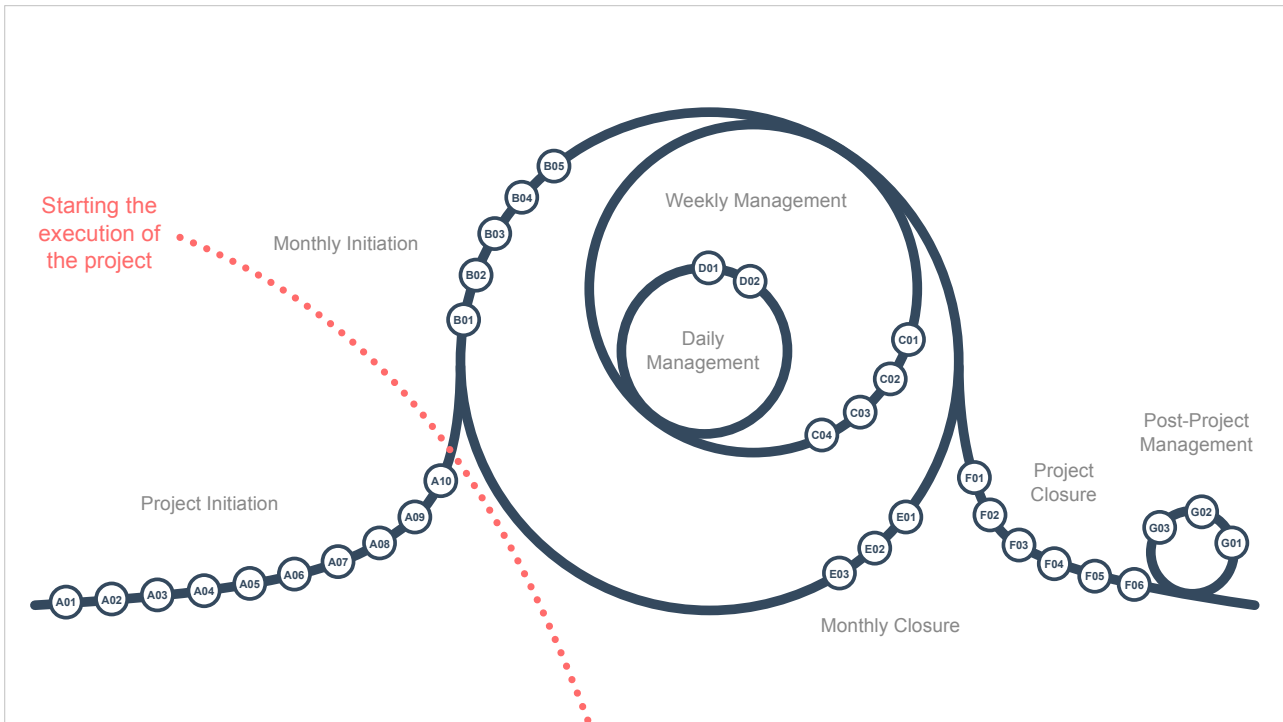 Starting the
execution of
the project
Monthly Initiation
Project Initiation
A01
A02
A03
A04
A05
A06
A07
A08
A09
A10
B01
B02
B03
B04
B05
Weekly Management
C01
C02
C03
C04
Daily
Management
D01
D02
Monthly Closure
E01
E02
E03
Project
Closure
F01
F02
F03
F04
F05
F06
Post-Project
Management
G01
G02
G03